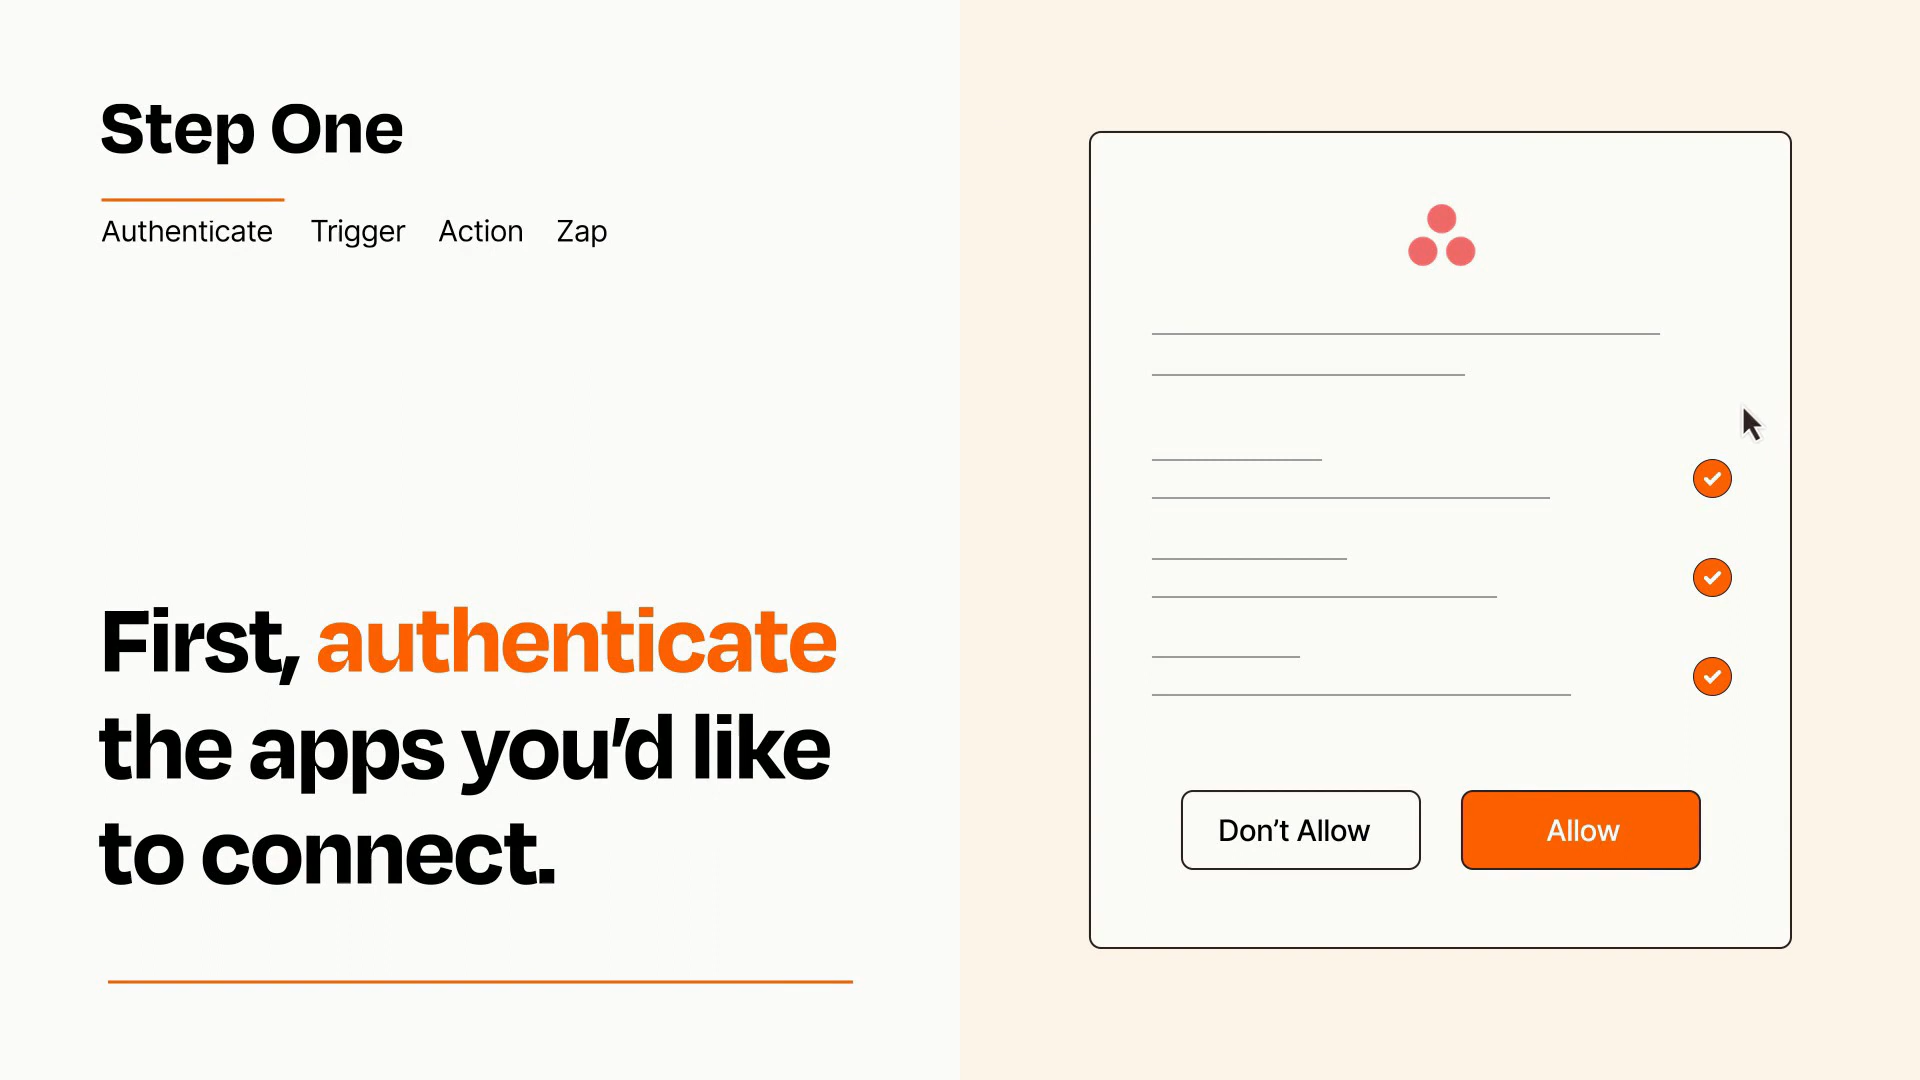 Step One
Authenticate Trigger Action Zap
First, authenticate
the apps you’d like
to connect.
Don’t Allow
Allow